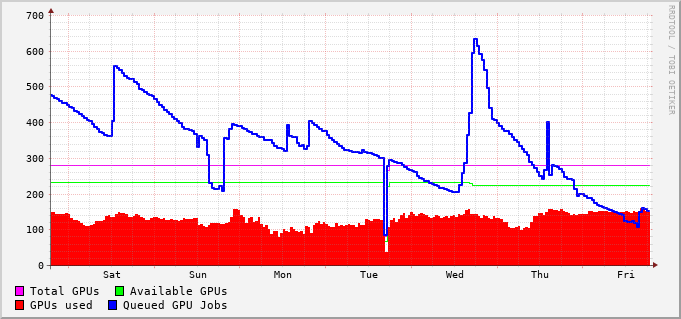 700
600
500
400
300
200
100
0
Sat Sun Mon Tue Wed Thu Fri
Total GPUs Available GPUs
GPUs used Queued GPU Jobs
RRDTOOL / TOBI OETIKER